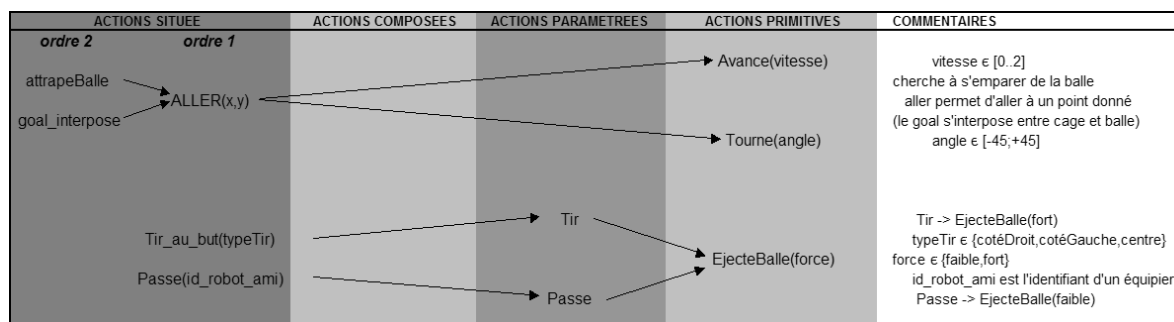 ACTIONS SITUEE ACTIONS COMPOSEES ACTIONS PARAMETREES ACTIONS PRIMITIVES COMMENTAIRES
ordre 2 ordre 1
Avance(vitesse) vitesse ϵ [0..2]
attrapeBalle cherche à s'emparer de la balle
ALLER(x,y) aller permet d'aller à un point donné
goal_interpose (le goal s'interpose entre cage et balle)
Tourne(angle) angle ϵ [-45;+45]
Tir Tir -> EjecteBalle(fort)
Tir_au_but(typeTir) typeTir ϵ {cotéDroit,cotéGauche,centre}
EjecteBalle(force) force ϵ {faible,fort}
Passe(id_robot_ami) id_robot_ami est l'identifiant d'un équipier
Passe Passe -> EjecteBalle(faible)